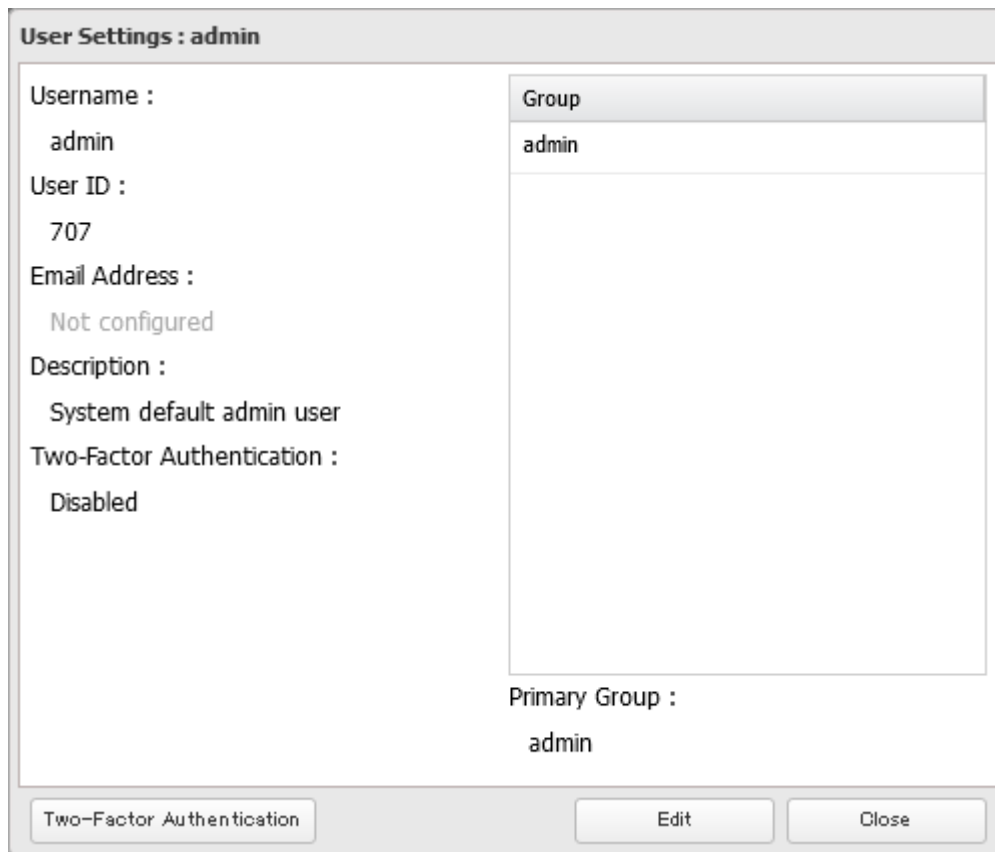 User Settings : admin
Username :
admin
User ID :
707
Email Address :
Not configured
Description :
System default admin user
Two-Factor Authentication :
Disabled
Group
admin
Primary Group :
admin
Two-Factor Authentication
Edit
Close